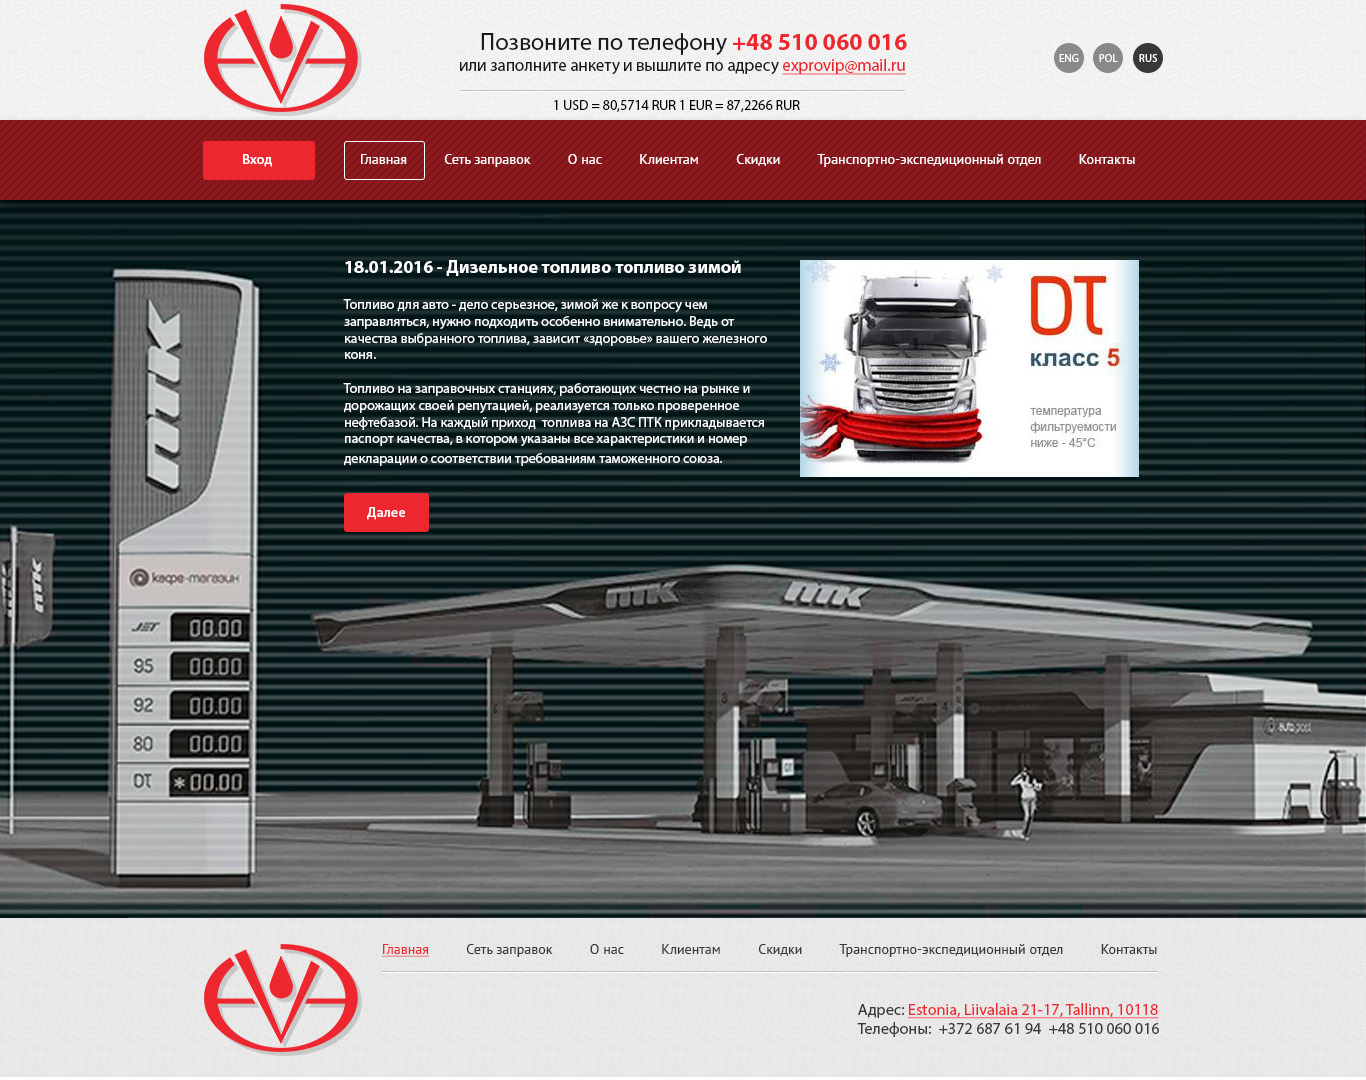 Позвоните по телефону +48 510 060 016
или заполните анкету и вышлите по адресу exprovip@mail.ru
1 USD = 80,5714 RUR 1 EUR = 87,2266 RUR
ENG POL RUS
Вход Главная Сеть заправок О нас Клиентам Скидки Транспортно-экспедиционный отдел Контакты
18.01.2016 - Дизельное топливо топливо зимой
Топливо для авто - дело серьезное, зимой же к вопросу чем
заправляться, нужно подходить особенно внимательно. Ведь от
качества выбранного топлива, зависит «здоровье» вашего железного
коня.
Топливо на заправочных станциях, работающих честно на рынке и
дорожащих своей репутацией, реализуется только проверенное
нефтебазой. На каждый приход топлива на АЗС ПТК прикладывается
паспорт качества, в котором указаны все характеристики и номер
декларации о соответствии требованиям таможенного союза.
Далее
DT
класс 5
температура
фильтруемости
ниже - 45°C
ПТК
кафе-магазин
JET 00.00
95 00.00
92 00.00
80 00.00
DT *00.00
ПТК
ПТК ПТК
8
autopost
Главная Сеть заправок О нас Клиентам Скидки Транспортно-экспедиционный отдел Контакты
Адрес: Estonia, Liivalaia 21-17, Tallinn, 10118
Телефоны: +372 687 61 94 +48 510 060 016